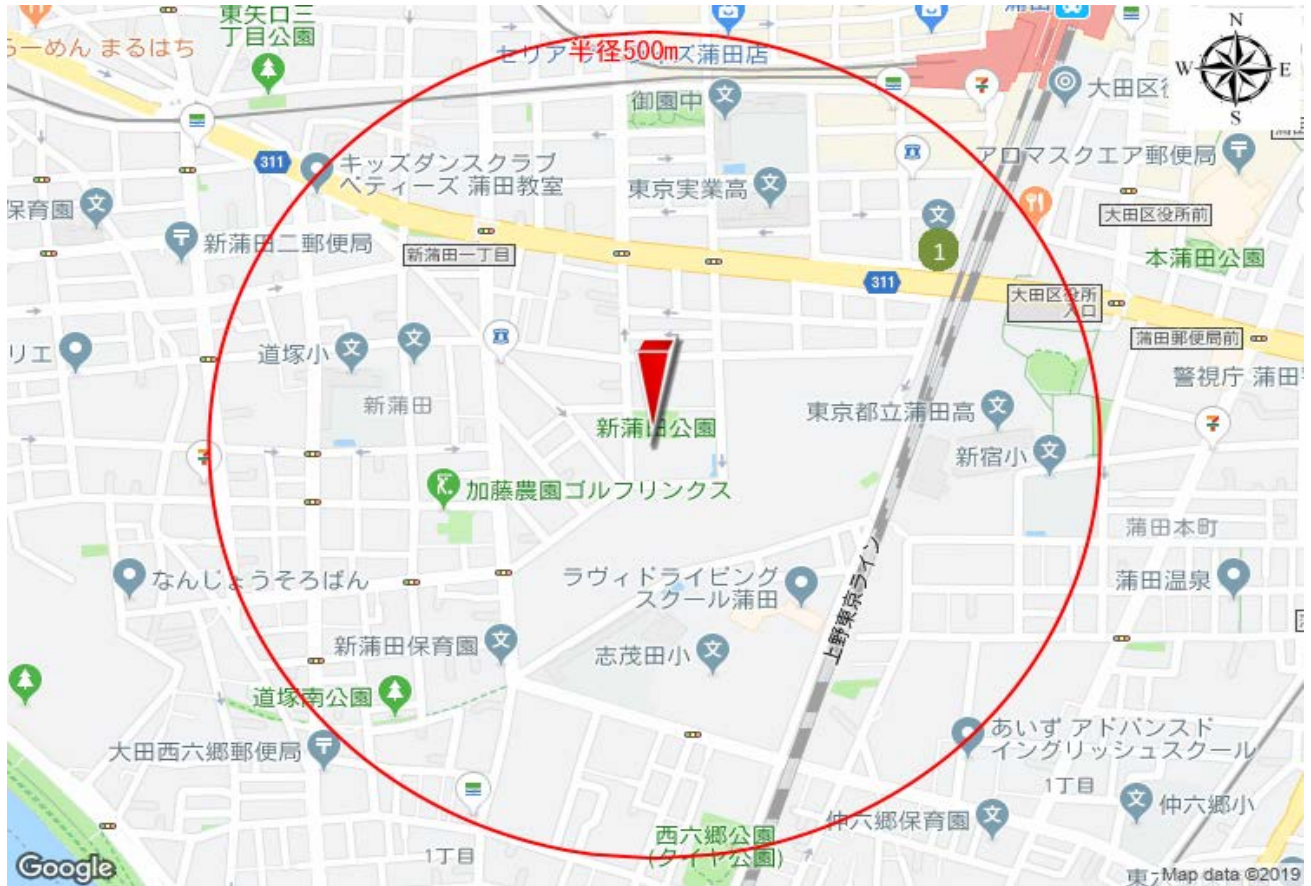 東矢口三
丁目公園
蒲田
N
W
E
S
らーめん まるはち
半径500m
セリア
ズ蒲田店
御園中
大田区
311
キッズダンスクラブ
ベティーズ 蒲田教室
東京実業高
アロマスクエア郵便局
保育園
大田区役所前
新蒲田二郵便局
新蒲田一丁目
1
本蒲田公園
311
大田区役所
入口
蒲田郵便局前
リエ
道塚小
警視庁 蒲田
新蒲田
東京都立蒲田高
新蒲田公園
新宿小
加藤農園ゴルフリンクス
蒲田本町
なんじょうそろばん
ラヴィドライビング
スクール蒲田
蒲田温泉
上野東京ライン
新蒲田保育園
志茂田小
道塚南公園
大田西六郷郵便局
あいず アドバンスド
イングリッシュスクール
1丁目
仲六郷小
仲六郷保育園
西六郷公園
(タイヤ公園)
1丁目
Google
東
Map data ©2019